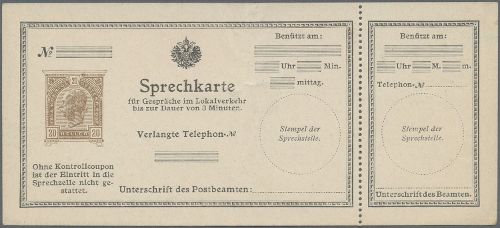 №
20 20
Ohne Kontrollcoupon
ist der Eintritt in die
Sprechzelle nicht ge-
stattet.
Sprechkarte
für Gespräche im Lokalverkehr
bis zur Dauer von 3 Minuten.
Verlangte Telephon-№
Unterschrift des Postbeamten:
Benützt am:
Uhr Min.
mittag.
Stempel der
Sprechstelle.
Benützt am:
Uhr M. m.
Telephon-№
Stempel der
Sprechstelle.
Unterschrift des Beamten.